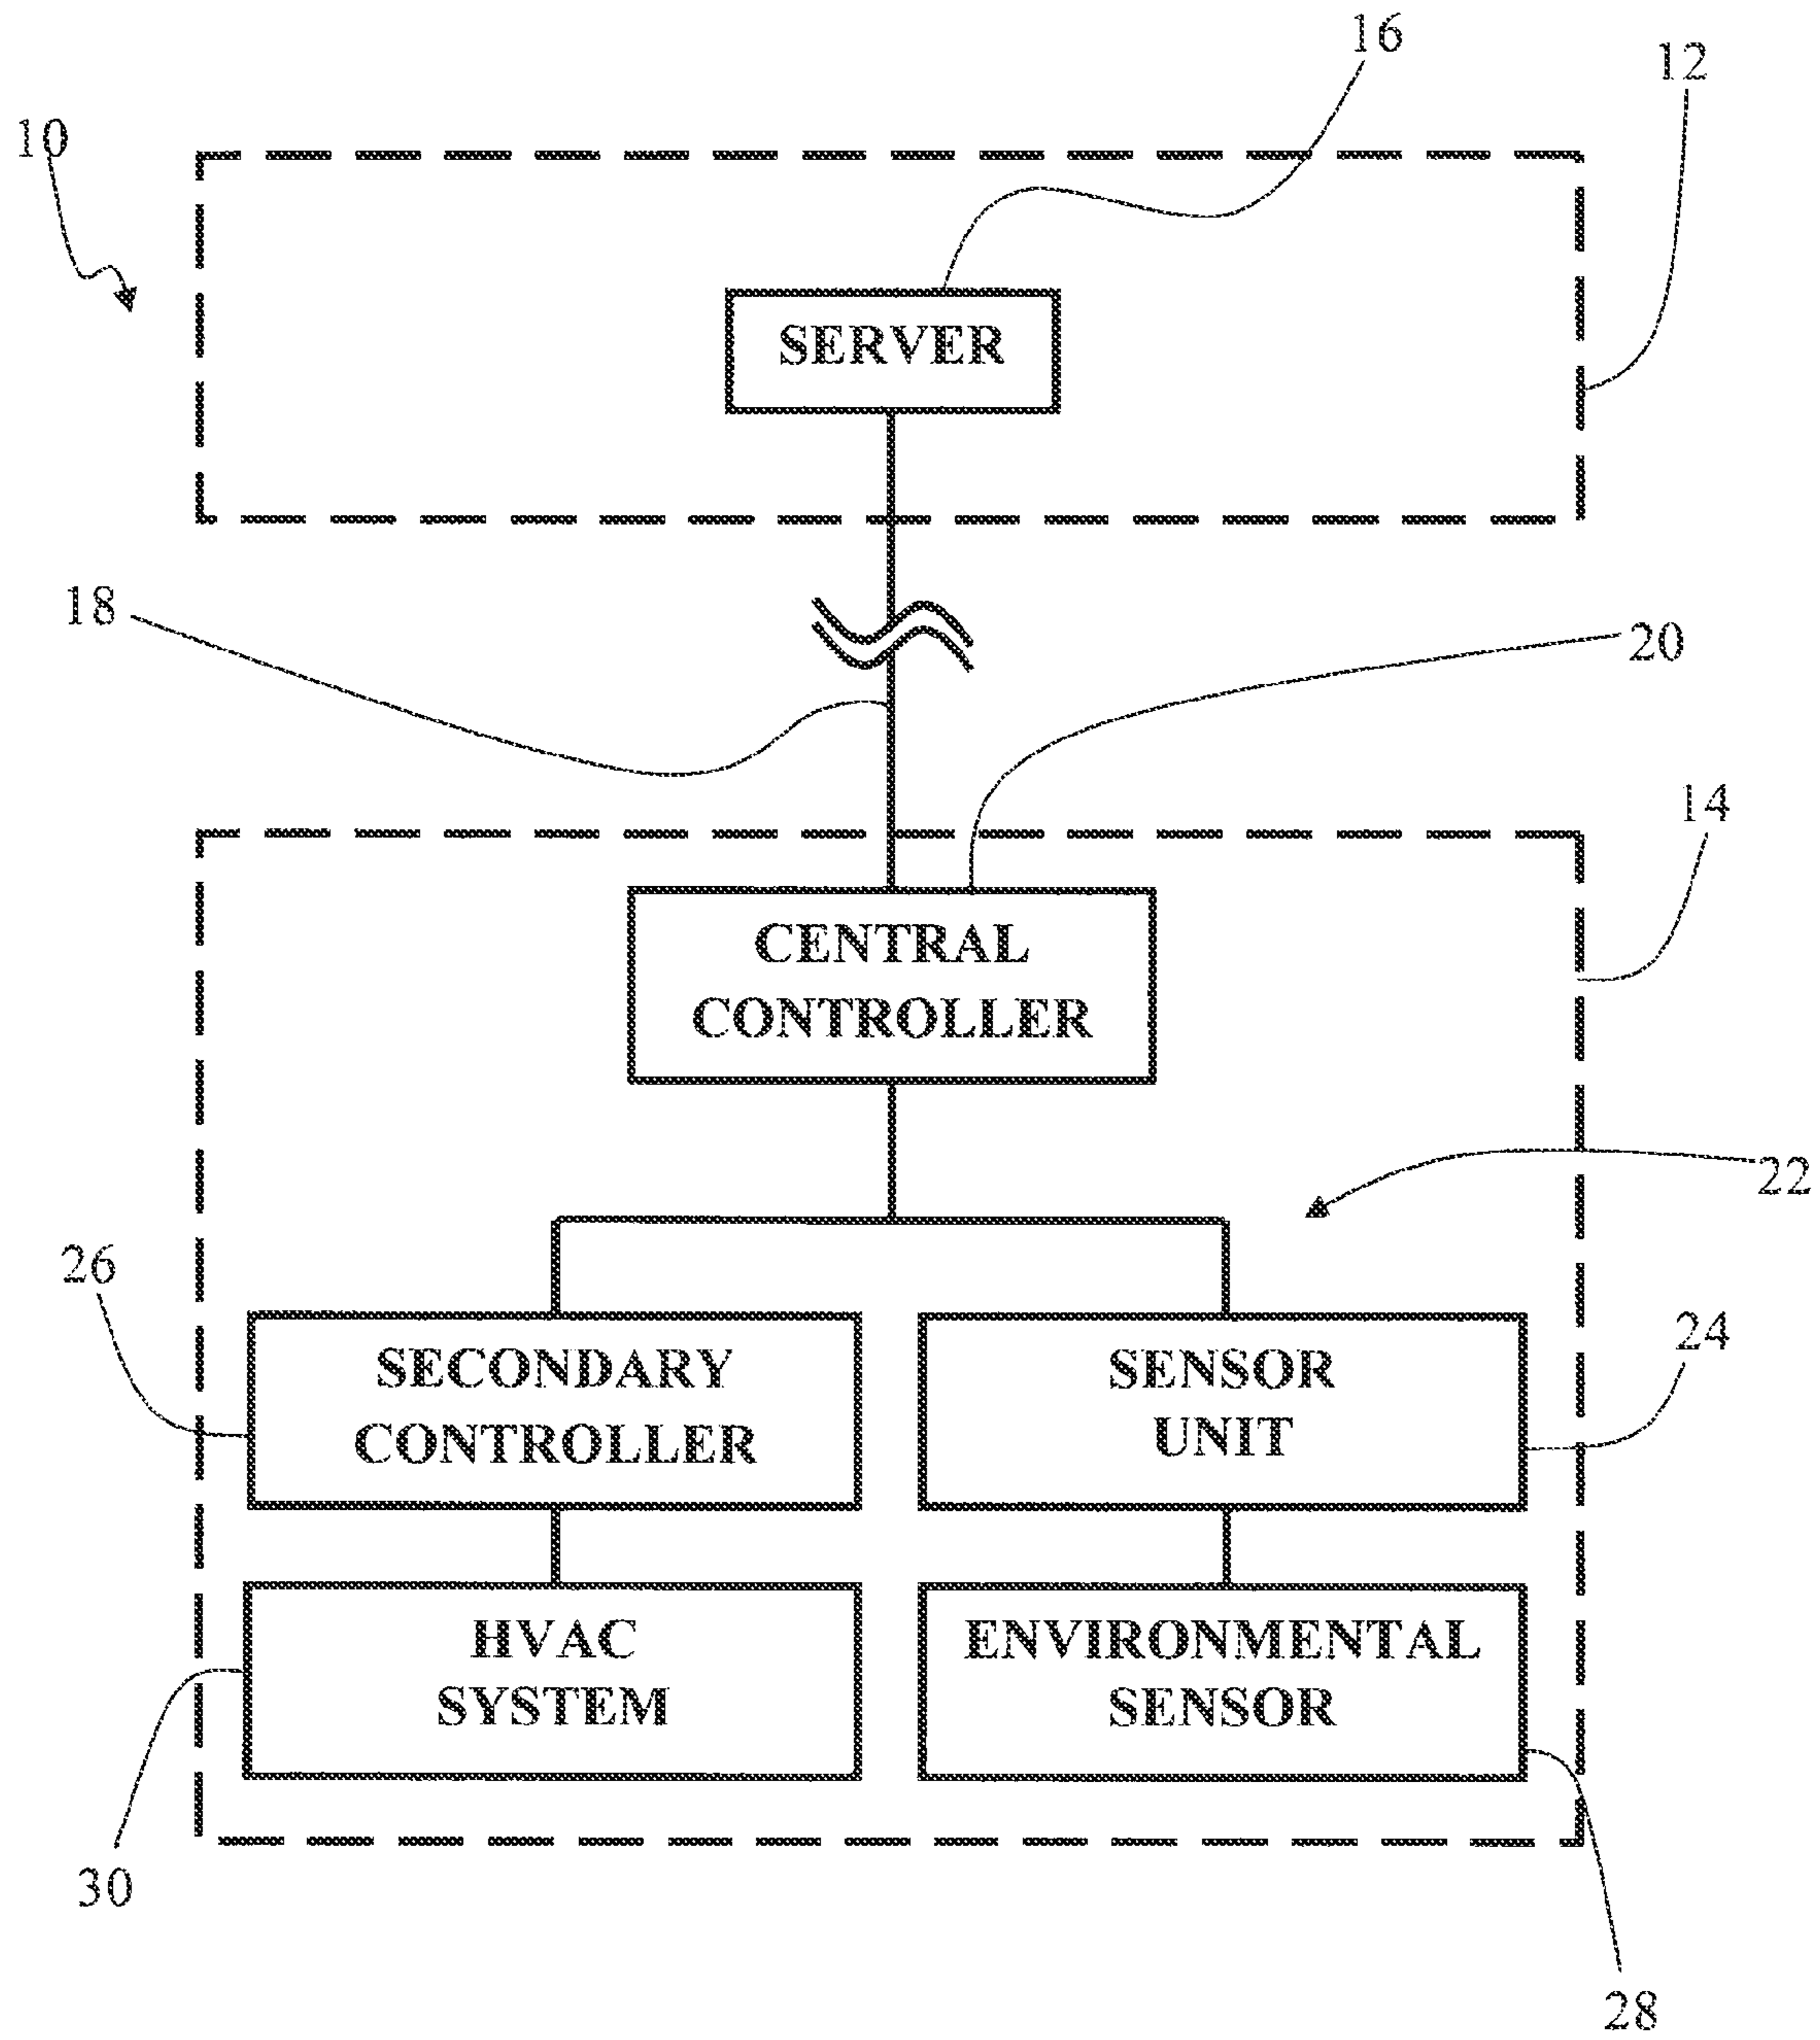 16
12
10
SERVER
18
20
14
CENTRAL
CONTROLLER
22
26
24
SECONDARY
CONTROLLER
SENSOR
UNIT
HVAC
SYSTEM
ENVIRONMENTAL
SENSOR
30
28